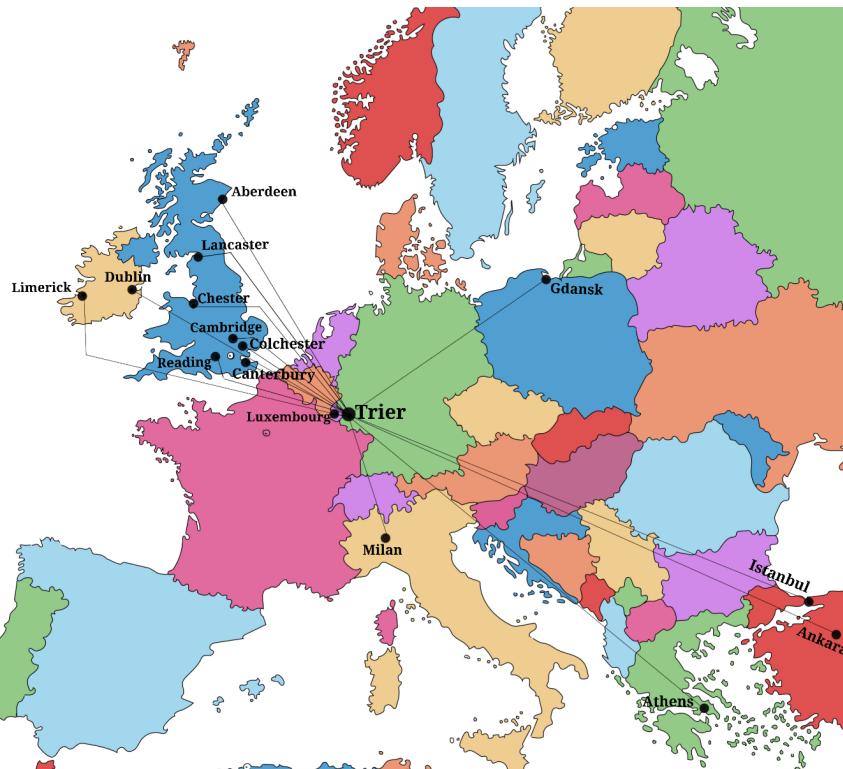 Aberdeen
Lancaster
Dublin
Limerick
Gdansk
Chester
Cambridge
Colchester
Reading
Canterbury
Trier
Luxembourg
Milan
Istanbul
Ankara
Athens